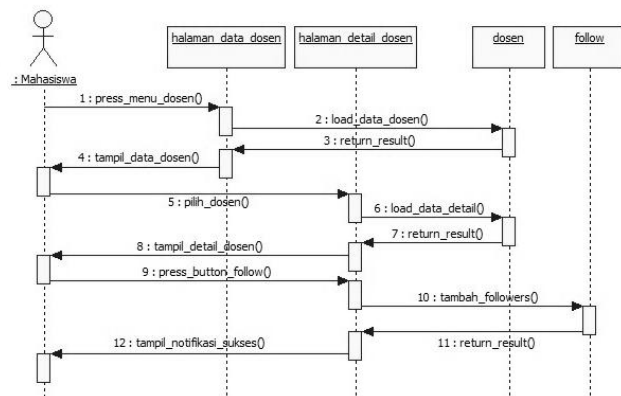 halaman_data_dosen
halaman_detail_dosen
dosen
follow
: Mahasiswa
1 : press_menu_dosen()
2 : load_data_dosen()
3 : return_result()
4 : tampil_data_dosen()
5 : pilih_dosen()
6 : load_data_detail()
7 : return_result()
8 : tampil_detail_dosen()
9 : press_button_follow()
10 : tambah_followers()
11 : return_result()
12 : tampil_notifikasi_sukses()